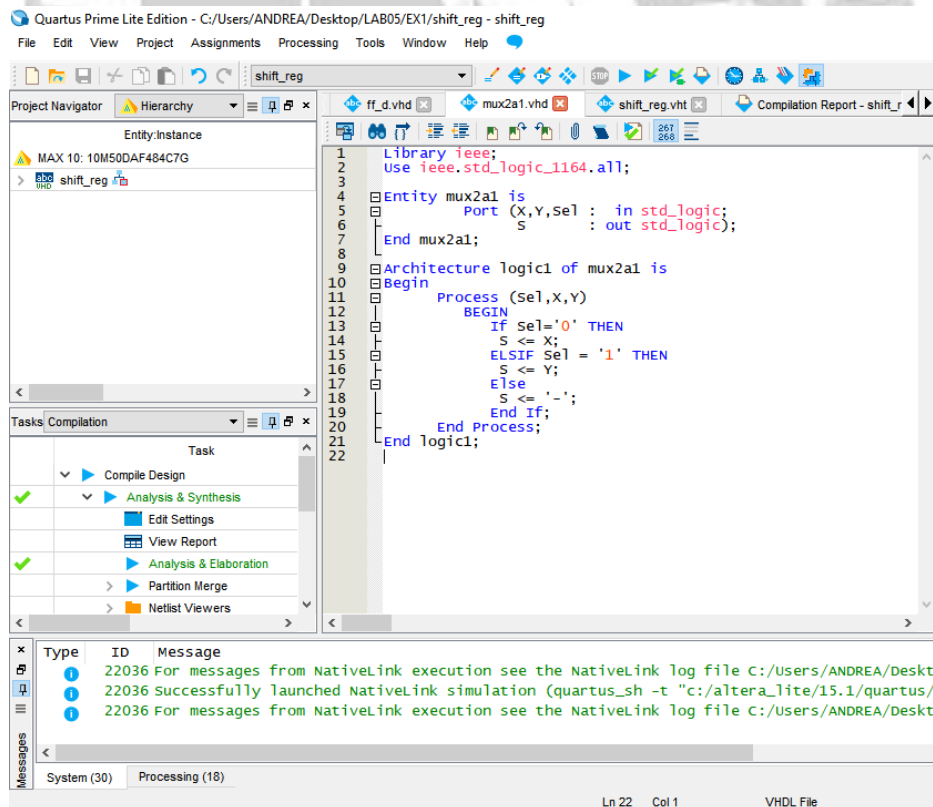 Quartus Prime Lite Edition - C:/Users/ANDREA/Desktop/LAB05/EX1/shift_reg - shift_reg
File Edit View Project Assignments Processing Tools Window Help
shift_reg
Project Navigator Hierarchy
ff_d.vhd mux2a1.vhd shift_reg.vht Compilation Report - shift_r
Entity:Instance
267
268
MAX 10: 10M50DAF484C7G
shift_reg
1 Library ieee;
2 Use ieee.std_logic_1164.all;
3
4 Entity mux2a1 is
5 Port (X,Y,Sel : in std_logic;
6 S : out std_logic);
7 End mux2a1;
8
9 Architecture logic1 of mux2a1 is
10 Begin
11 Process (Sel,X,Y)
12 BEGIN
13 If Sel='0' THEN
14 S <= X;
15 ELSIF Sel = '1' THEN
16 S <= Y;
17 Else
18 S <= '-';
19 End If;
20 End Process;
21 End logic1;
22
Tasks Compilation
Task
Compile Design
Analysis & Synthesis
Edit Settings
View Report
Analysis & Elaboration
Partition Merge
Netlist Viewers
Type ID Message
22036 For messages from NativeLink execution see the NativeLink log file C:/Users/ANDREA/Deskt
22036 Successfully launched NativeLink simulation (quartus_sh -t "c:/altera_lite/15.1/quartus/
22036 For messages from NativeLink execution see the NativeLink log file C:/Users/ANDREA/Deskt
Messages
System (30) Processing (18)
Ln 22 Col 1 VHDL File